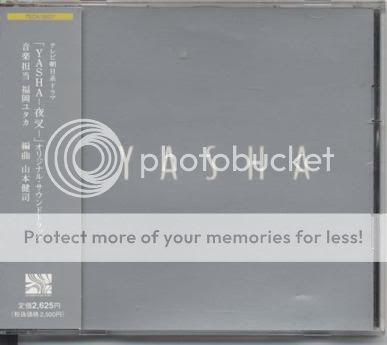 テレビ朝日系ドラマ
「YASHA-夜叉-」オリジナル・サウンドトラック
音楽担当 福岡ユタカ 編曲 山本健司
定価2,625円
(税抜価格2,500円)
YASHA
photobucket
Protect more of your memories for less!